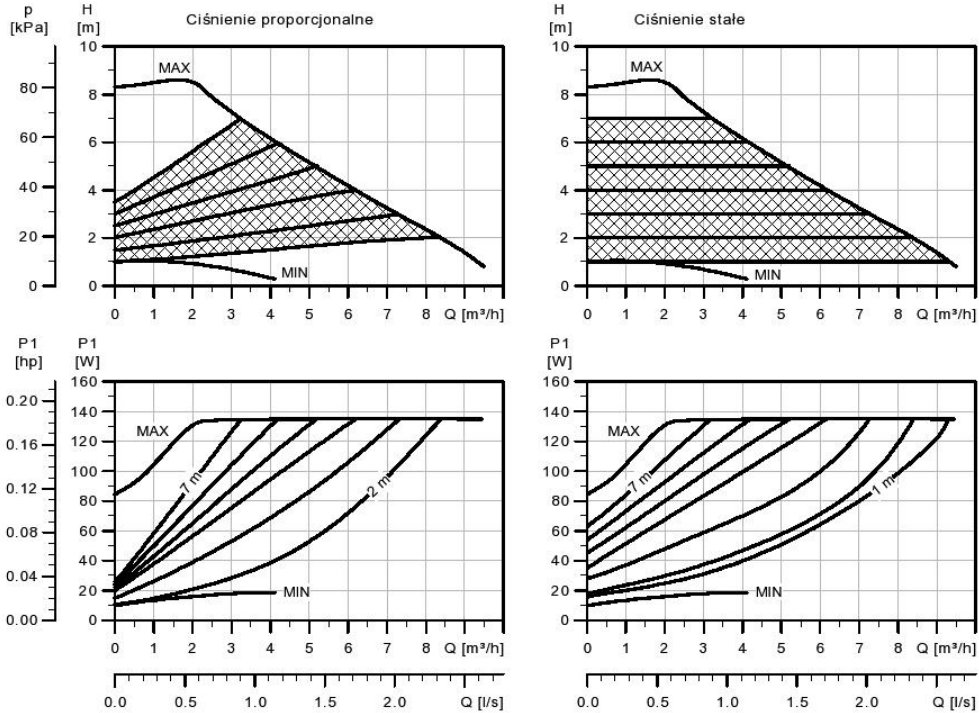 p H Ciśnienie proporcjonalne
[kPa] [m]
10
MAX
80 8
60 6
40 4
20 2
MIN
0 0
0 1 2 3 4 5 6 7 8 Q [m³/h]
H Ciśnienie stałe
[m]
10
MAX
8
6
4
2
MIN
0
0 1 2 3 4 5 6 7 8 Q [m³/h]
P1 P1
[hp] [W]
160
0.20 140
MAX
0.16 120
7 m
100
2 m
0.12 80
0.08 60
40
0.04 20
MIN
0.00 0
0 1 2 3 4 5 6 7 8 Q [m³/h]
0.0 0.5 1.0 1.5 2.0 Q [l/s]
P1
[W]
160
140
MAX
120
7 m
100
1 m
80
60
40
20
MIN
0
0 1 2 3 4 5 6 7 8 Q [m³/h]
0.0 0.5 1.0 1.5 2.0 Q [l/s]